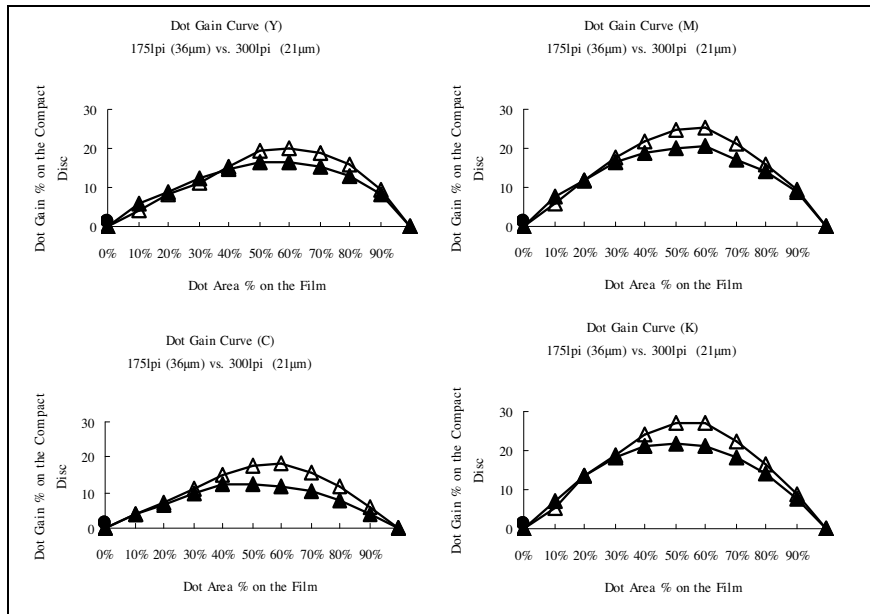 Dot Gain Curve (Y)
175lpi (36μm) vs. 300lpi (21μm)
Dot Gain % on the Compact
Disc
30
20
10
0
0% 10% 20% 30% 40% 50% 60% 70% 80% 90%
Dot Area % on the Film
Dot Gain Curve (M)
175lpi (36μm) vs. 300lpi (21μm)
Dot Gain % on the Compact
Disc
30
20
10
0
0% 10% 20% 30% 40% 50% 60% 70% 80% 90%
Dot Area % on the Film
Dot Gain Curve (C)
175lpi (36μm) vs. 300lpi (21μm)
Dot Gain % on the Compact
Disc
30
20
10
0
0% 10% 20% 30% 40% 50% 60% 70% 80% 90%
Dot Area % on the Film
Dot Gain Curve (K)
175lpi (36μm) vs. 300lpi (21μm)
Dot Gain % on the Compact
Disc
30
20
10
0
0% 10% 20% 30% 40% 50% 60% 70% 80% 90%
Dot Area % on the Film